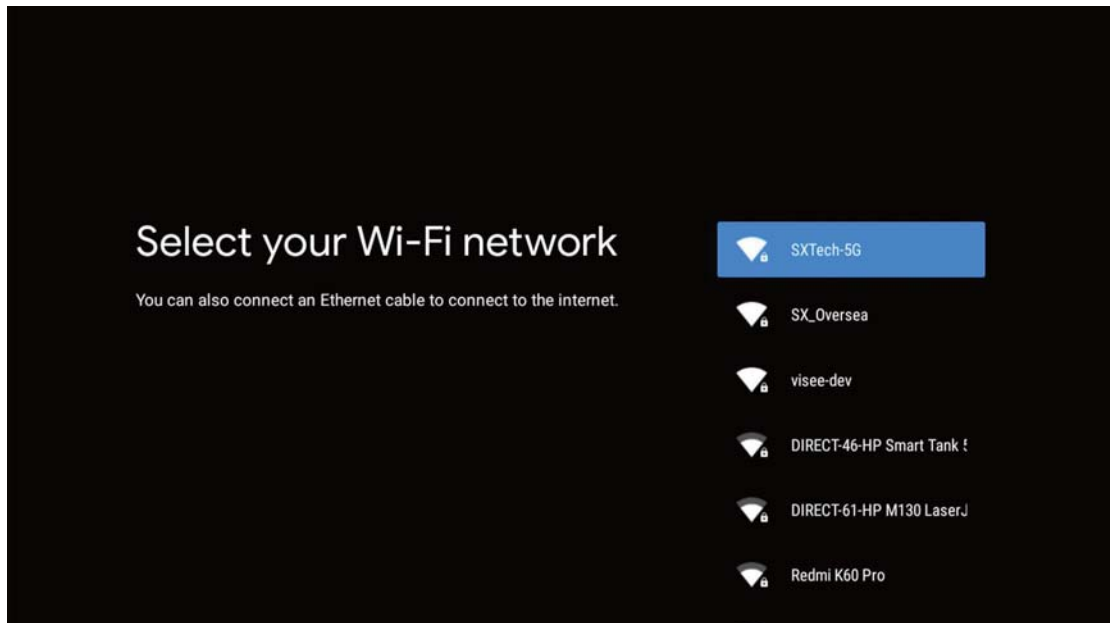 Select your Wi-Fi network
You can also connect an Ethernet cable to connect to the internet.
SXTech-5G
SX_Oversea
visee-dev
DIRECT-46-HP Smart Tank
DIRECT-61-HP M130 LaserJ
Redmi K60 Pro